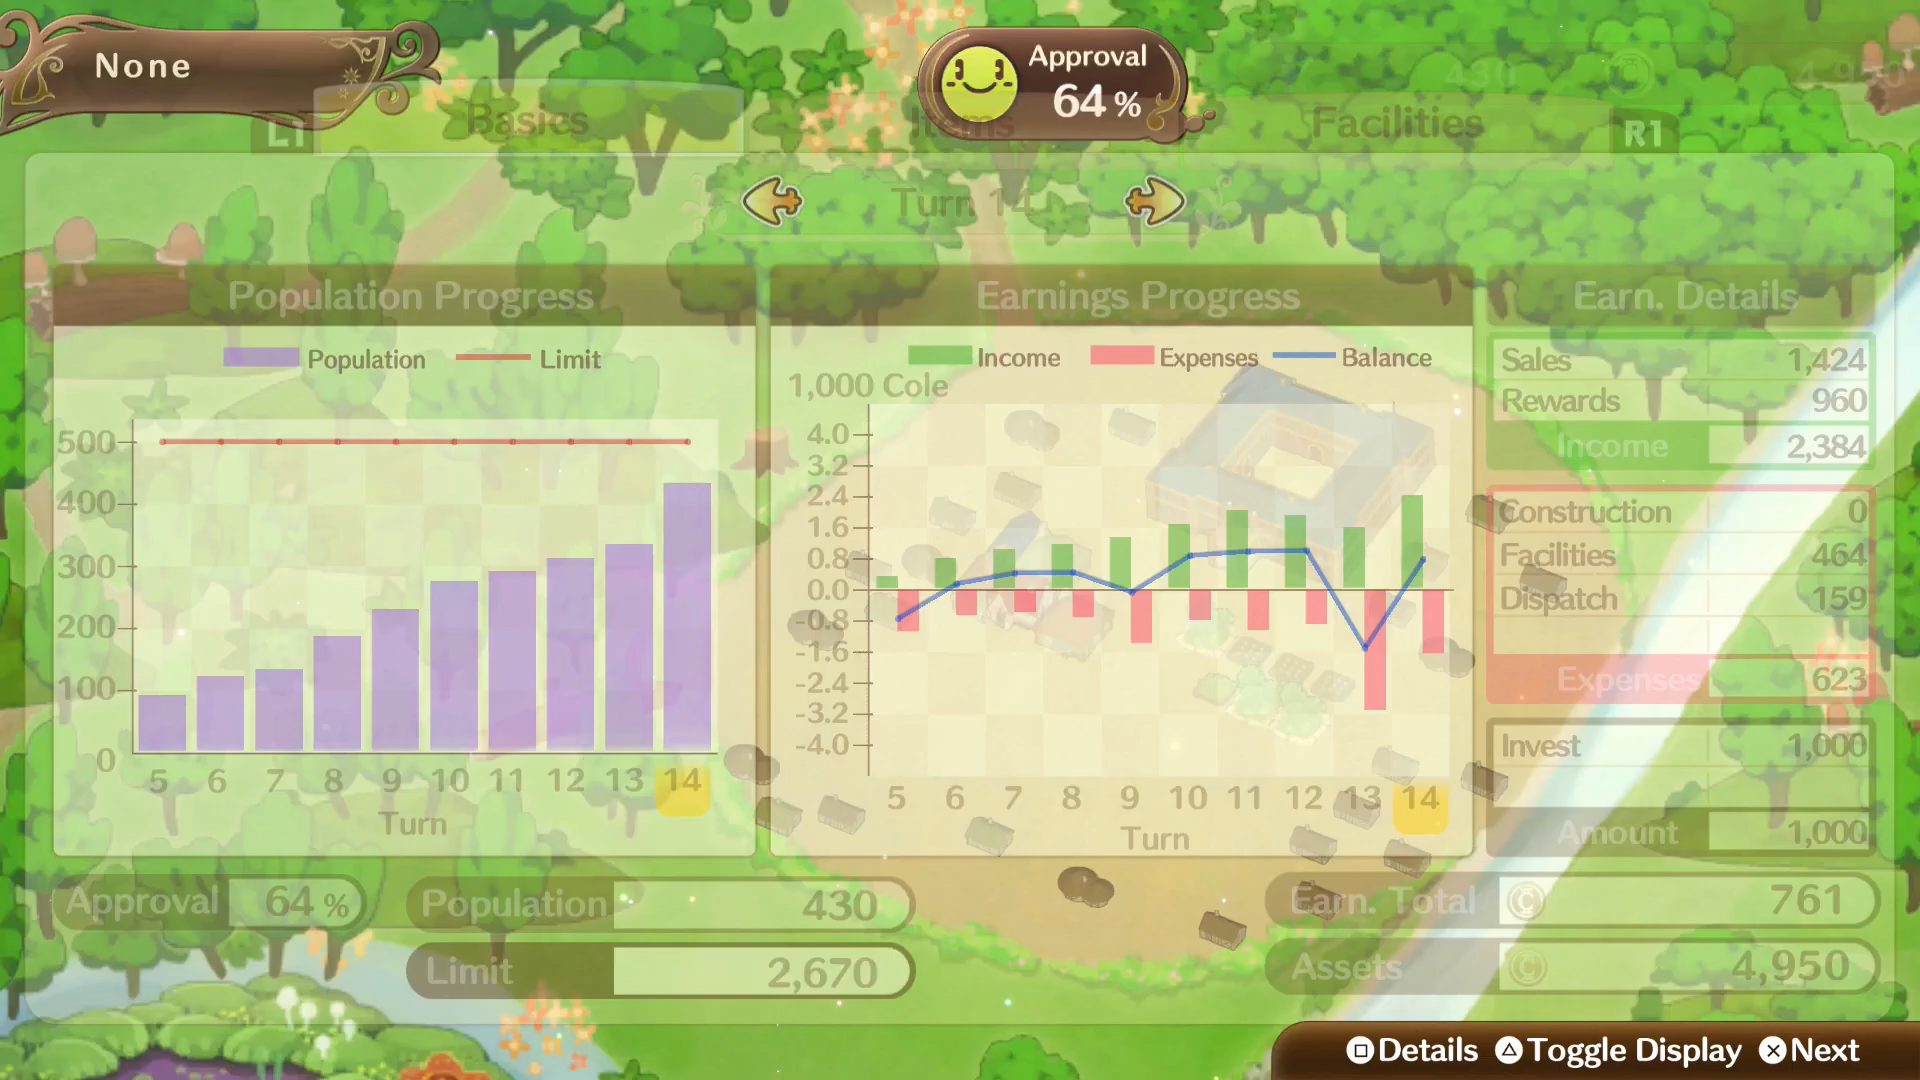 None
Approval
64 %
L1
Basics
Items
Facilities
R1
430
Turn 14
Population Progress
Population
Limit
500
400
300
200
100
0
5 6 7 8 9 10 11 12 13 14
Turn
Earnings Progress
Income
Expenses
Balance
1,000 Cole
4.0
3.2
2.4
1.6
0.8
0.0
-0.8
-1.6
-2.4
-3.2
-4.0
5 6 7 8 9 10 11 12 13 14
Turn
Earn. Details
Sales 1,424
Rewards 960
Income 2,384
Construction 0
Facilities 464
Dispatch 159
Expenses 623
Invest 1,000
Amount 1,000
Approval 64 %
Population 430
Limit 2,670
Earn. Total 761
Assets 4,950
Details Toggle Display Next